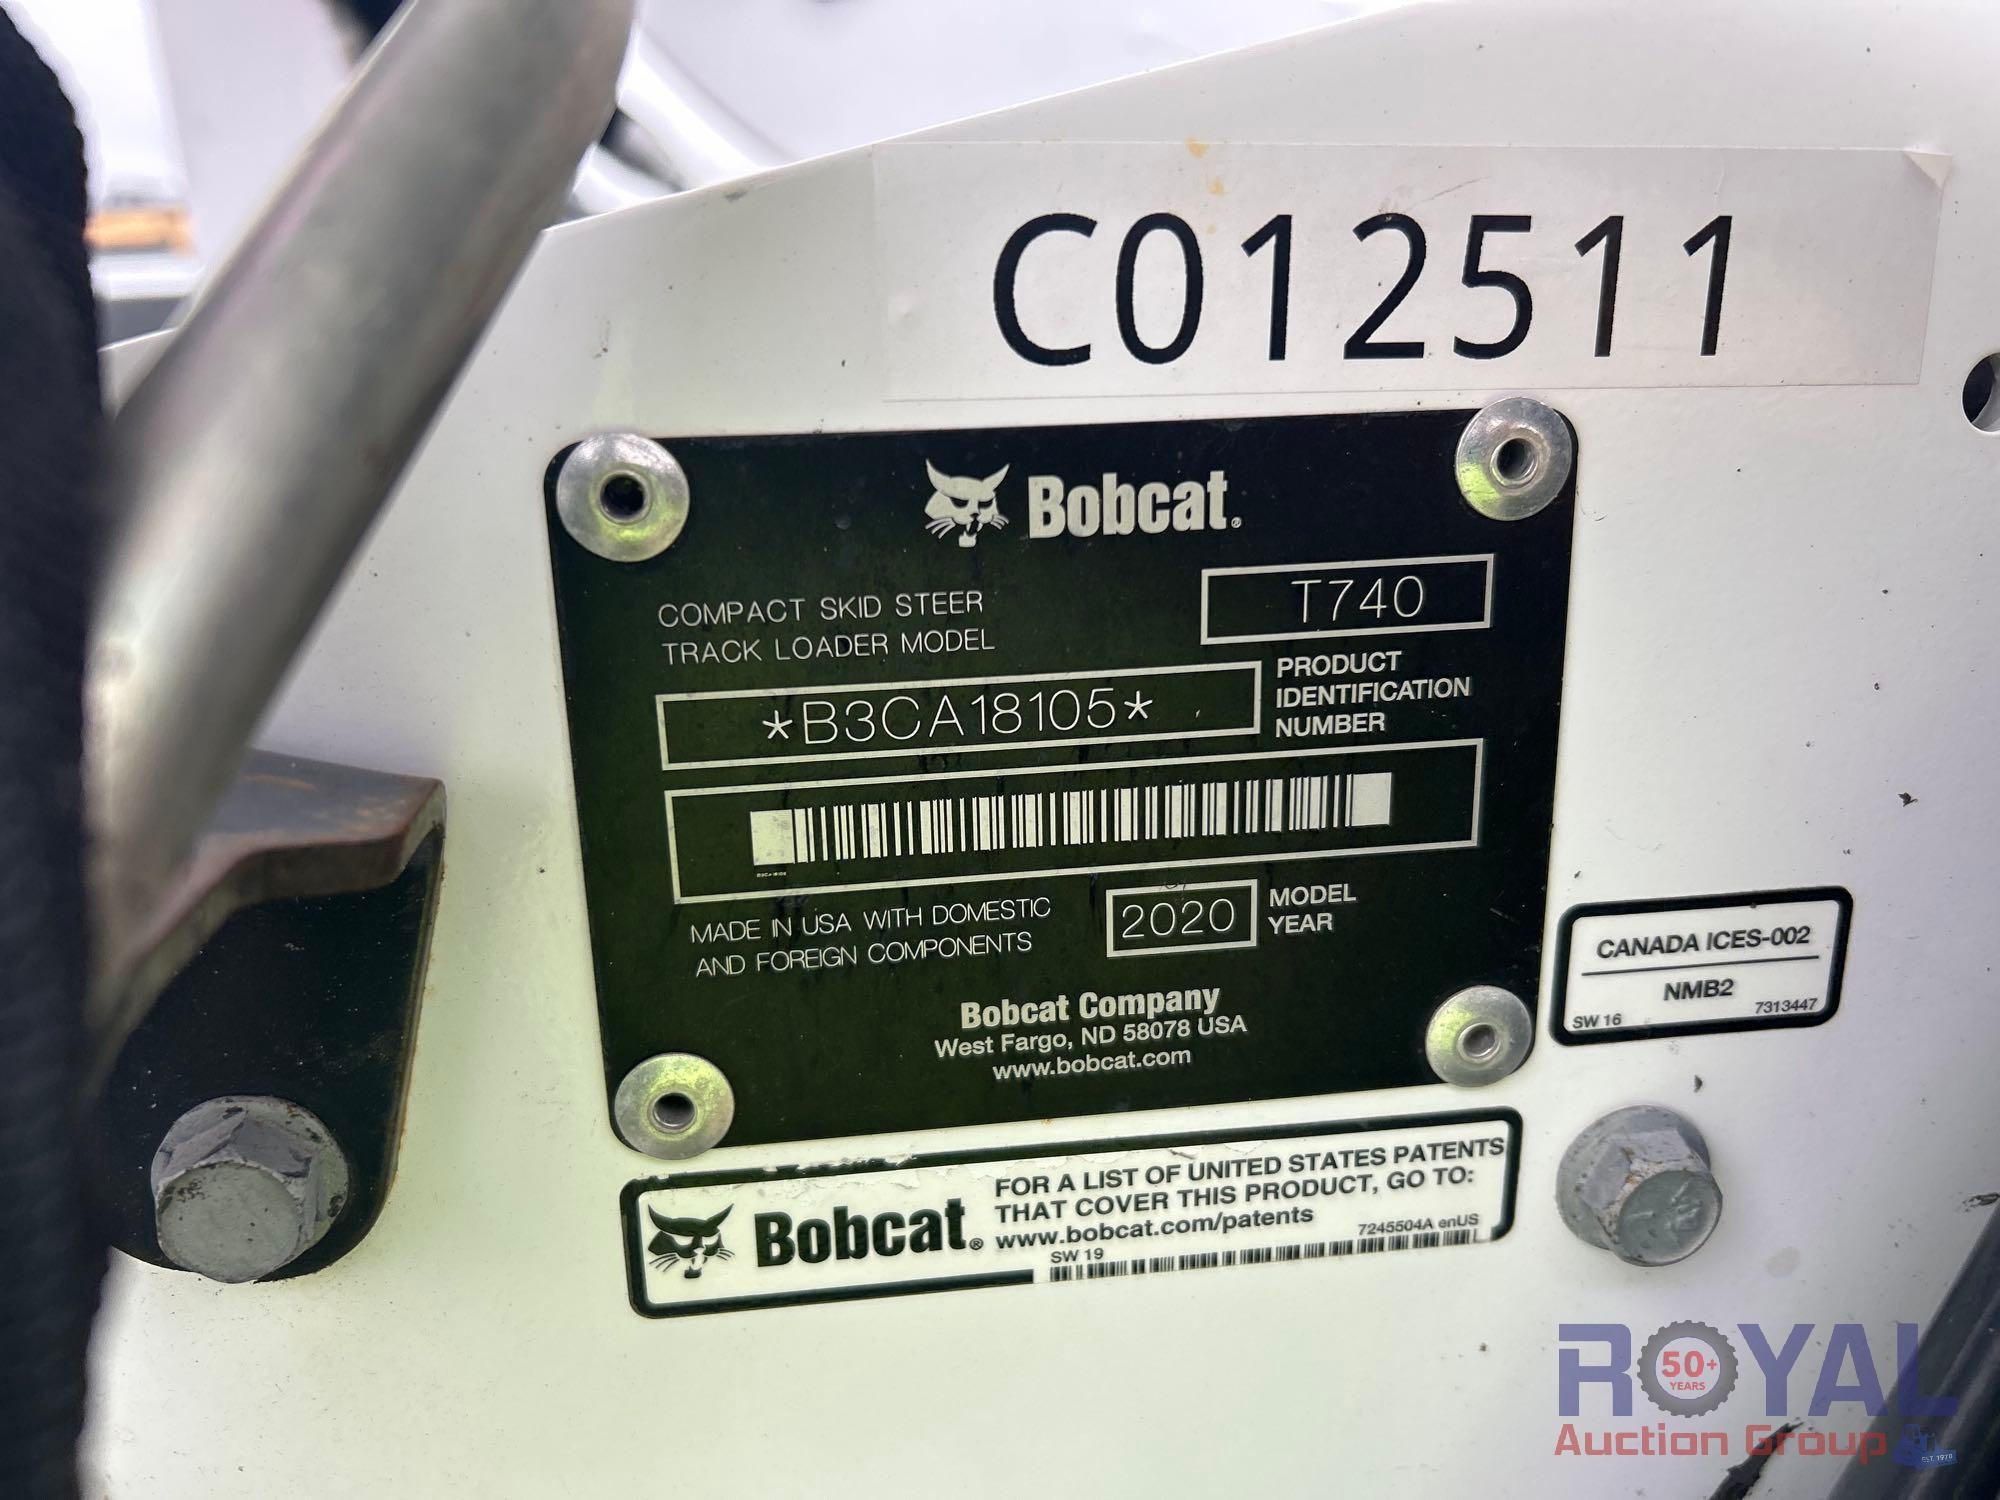 C012511
Bobcat®
COMPACT SKID STEER
TRACK LOADER MODEL
T740
*B3CA18105*
PRODUCT
IDENTIFICATION
NUMBER
B3CA18105
MADE IN USA WITH DOMESTIC
AND FOREIGN COMPONENTS
2020
MODEL
YEAR
Bobcat Company
West Fargo, ND 58078 USA
www.bobcat.com
CANADA ICES-002
NMB2
SW 16
7313447
Bobcat®
FOR A LIST OF UNITED STATES PATENTS
THAT COVER THIS PRODUCT, GO TO:
www.bobcat.com/patents
7245504A enUS
SW 19
ROYAL
50+
YEARS
Auction Group
EST. 1970